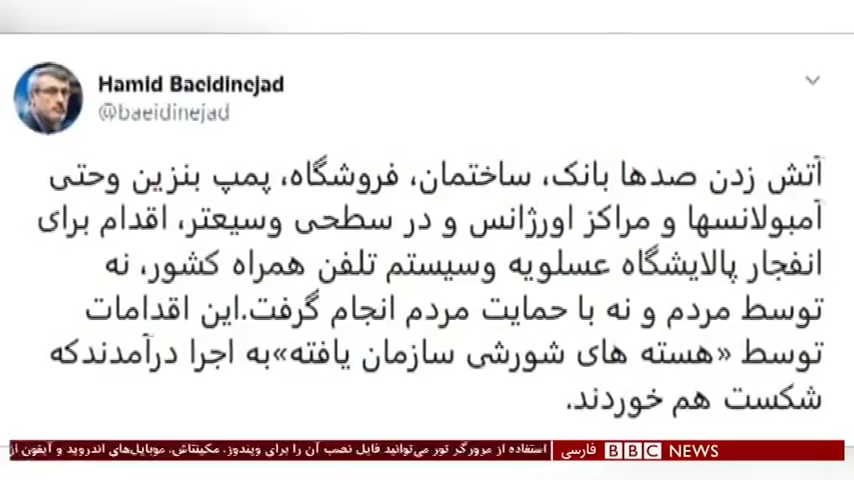 Hamid Baeidinejad
@baeidinejad
آتش زدن صدها بانک، ساختمان، فروشگاه، پمپ بنزین وحتی
آمبولانسها و مراکز اورژانس و در سطحی وسیعتر، اقدام برای
انفجار پالایشگاه عسلویه وسیستم تلفن همراه کشور، نه
توسط مردم و نه با حمایت مردم انجام گرفت.این اقدامات
توسط «هسته های شورشی سازمان یافته»به اجرا درآمدندکه
شکست هم خوردند.
استفاده از مرورگر تور می‌توانید فایل نصب آن را برای ویندوز، مکینتاش، موبایل‌های اندروید و آیفون از
فارسی BBC NEWS